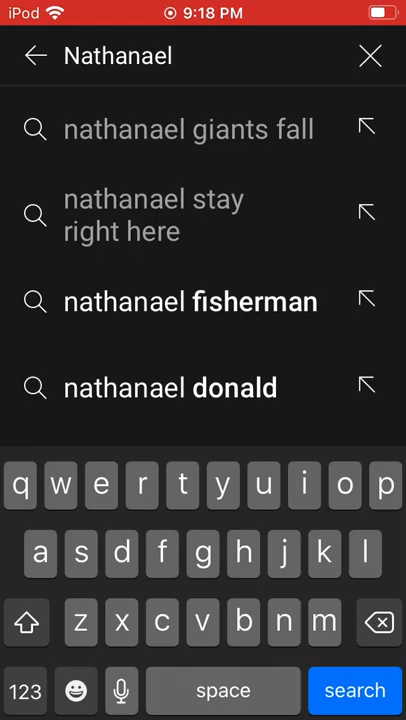 iPod 9:18 PM
Nathanael
nathanael giants fall
nathanael stay
right here
nathanael fisherman
nathanael donald
q w e r t y u i o p
a s d f g h j k l
z x c v b n m
123 space search